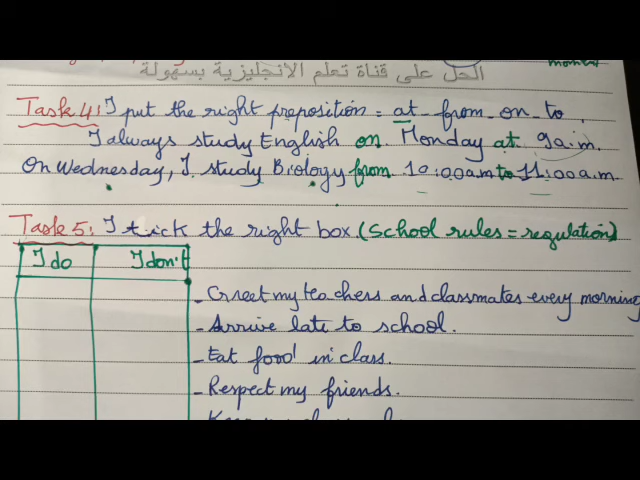 moment
الحل على قناة تعلم الانجليزية بسهولة
Task 4: I put the right preposition = at - from - on - to
I always study English on Monday at 9a.m.
On Wednesday, I study Biology from 10:00a.m to 11:00a.m
Task 5: I tick the right box (School rules = regulation)
I do I don't
- Greet my teachers and classmates every morning
- Arrive late to school.
- Eat food in class.
- Respect my friends.